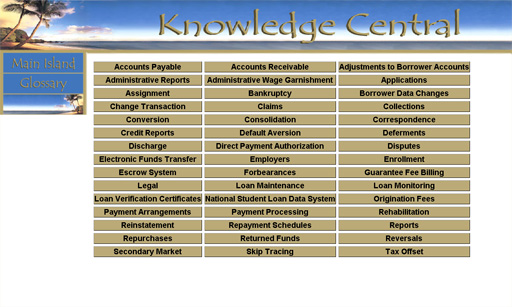 Knowledge Central
Main Island
Glossary
Accounts Payable Accounts Receivable Adjustments to Borrower Accounts
Administrative Reports Administrative Wage Garnishment Applications
Assignment Bankruptcy Borrower Data Changes
Change Transaction Claims Collections
Conversion Consolidation Correspondence
Credit Reports Default Aversion Deferments
Discharge Direct Payment Authorization Disputes
Electronic Funds Transfer Employers Enrollment
Escrow System Forbearances Guarantee Fee Billing
Legal Loan Maintenance Loan Monitoring
Loan Verification Certificates National Student Loan Data System Origination Fees
Payment Arrangements Payment Processing Rehabilitation
Reinstatement Repayment Schedules Reports
Repurchases Returned Funds Reversals
Secondary Market Skip Tracing Tax Offset